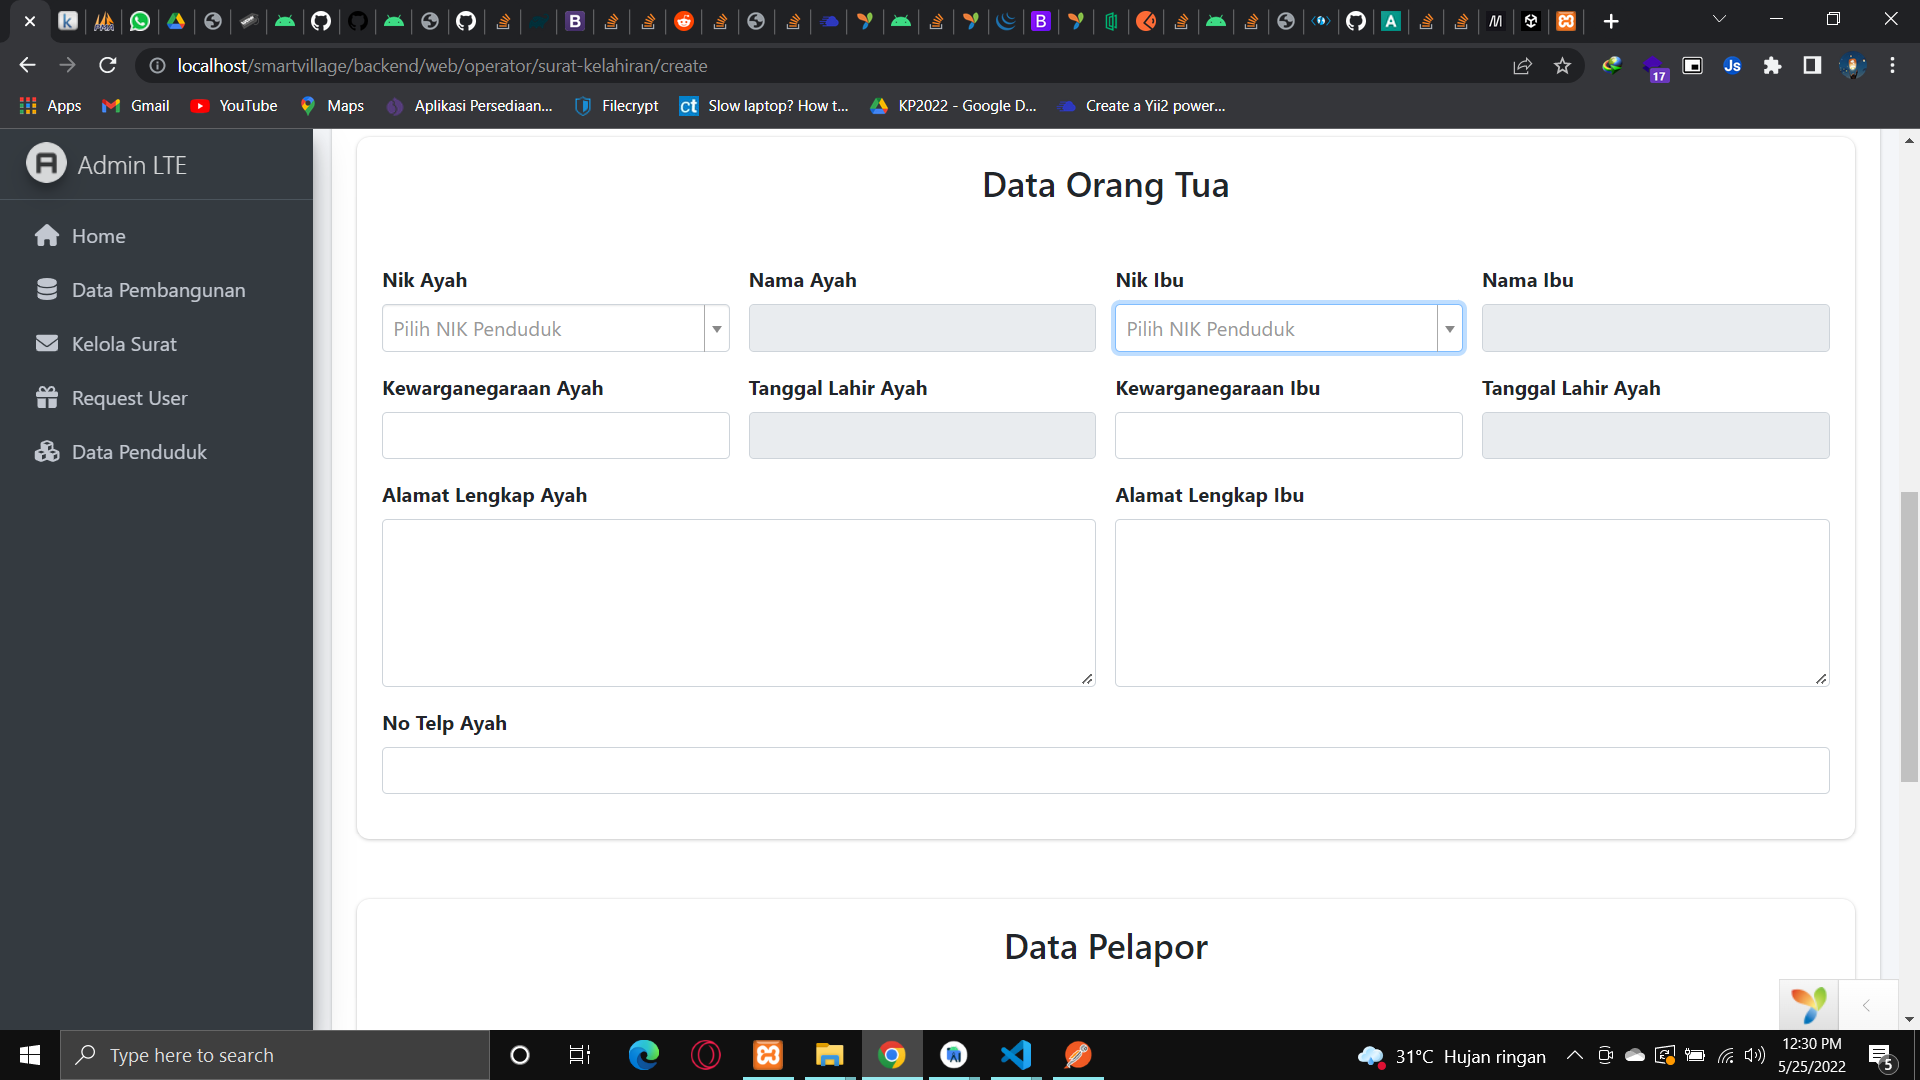 localhost/smartvillage/backend/web/operator/surat-kelahiran/create
17
Apps
Gmail
YouTube
Maps
Aplikasi Persediaan...
Filecrypt
ct
Slow laptop? How t...
KP2022 - Google D...
Create a Yii2 power...
Admin LTE
Home
Data Pembangunan
Kelola Surat
Request User
Data Penduduk
Data Orang Tua
Nik Ayah
Nama Ayah
Nik Ibu
Nama Ibu
Pilih NIK Penduduk
Pilih NIK Penduduk
Kewarganegaraan Ayah
Tanggal Lahir Ayah
Kewarganegaraan Ibu
Tanggal Lahir Ayah
Alamat Lengkap Ayah
Alamat Lengkap Ibu
No Telp Ayah
Data Pelapor
Type here to search
31°C Hujan ringan
12:30 PM
5/25/2022
5